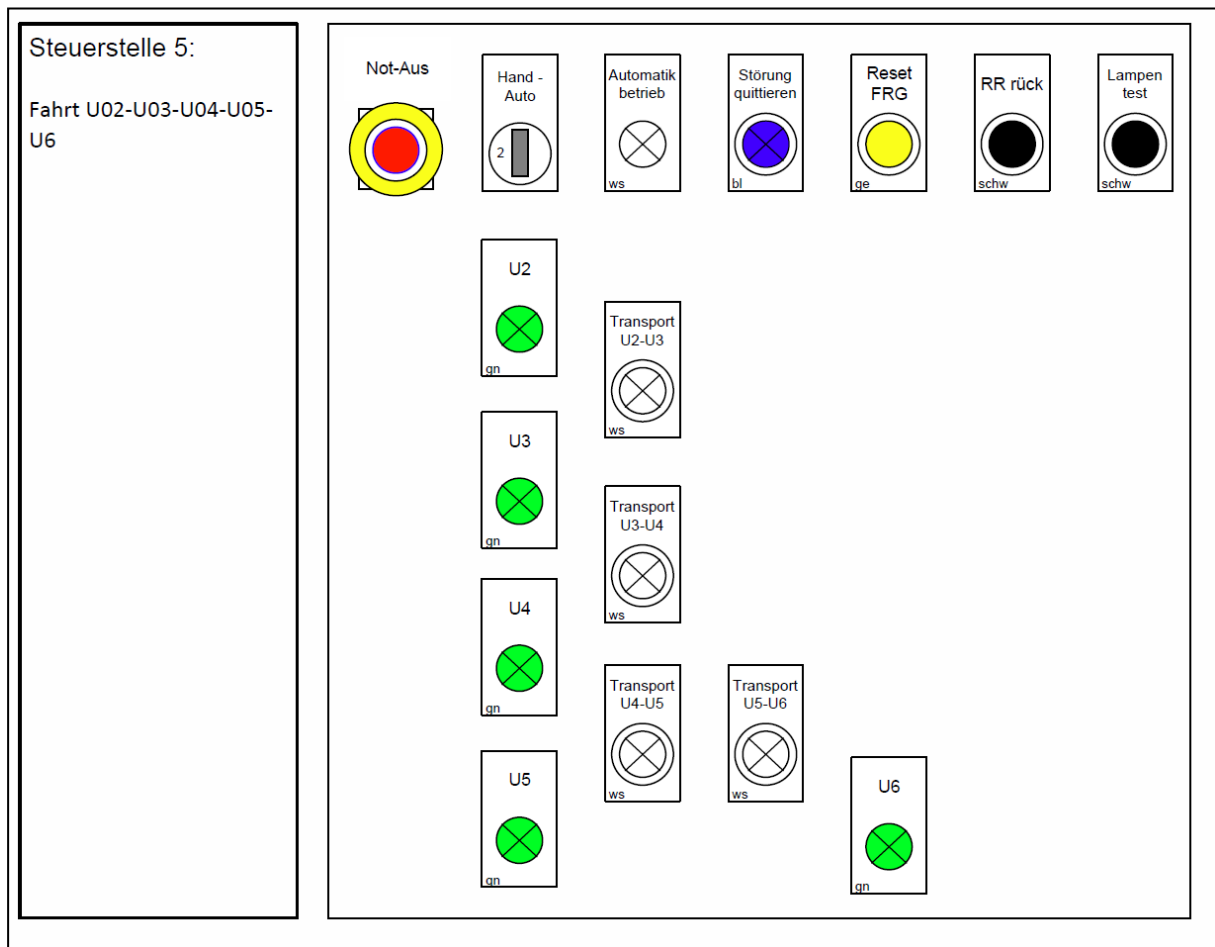 Steuerstelle 5:
Fahrt U02-U03-U04-U05-
U6
Not-Aus
Hand -
Auto
2
Automatik
betrieb
ws
Störung
quittieren
bl
Reset
FRG
ge
RR rück
schw
Lampen
test
schw
U2
gn
Transport
U2-U3
ws
U3
gn
Transport
U3-U4
ws
U4
gn
Transport
U4-U5
ws
Transport
U5-U6
ws
U5
gn
U6
gn